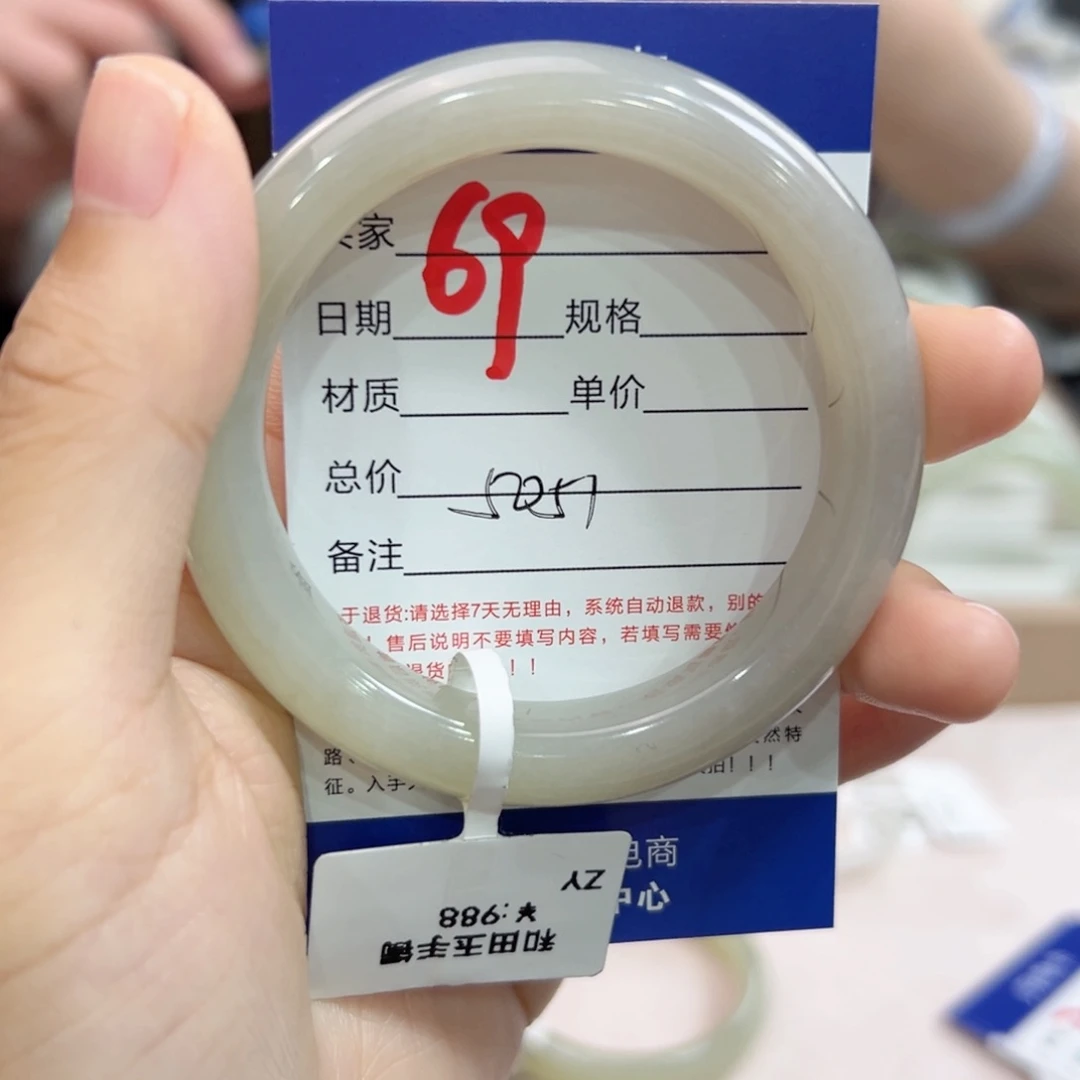 家
69
日期 规格
材质 单价
总价 5257
备注
于退货:请选择7天无理由，系统自动退款，别的
！售后说明不要填写内容，若填写需要
退货 ！！
然特
路、
征。入手 拍！！！
电商
中心
ZY
¥:988
和田玉手镯